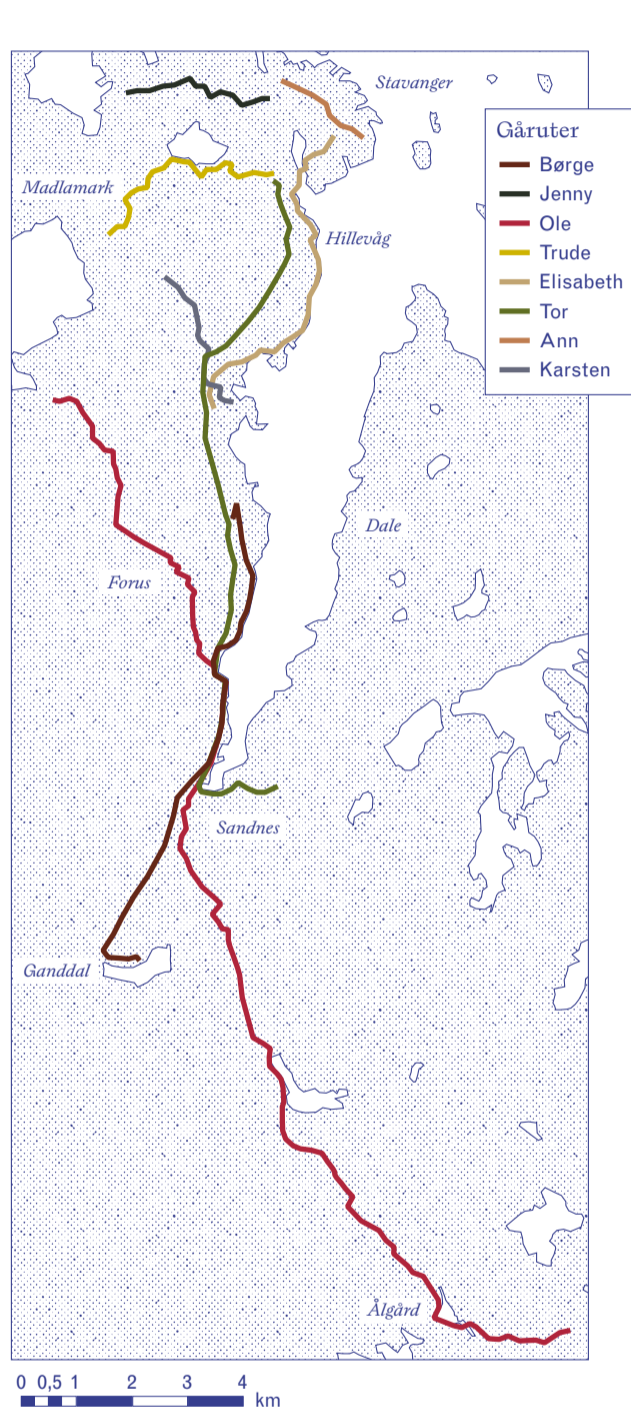 Stavanger
Gåruter
Børge
Jenny
Ole
Trude
Elisabeth
Tor
Ann
Karsten
Madlamark
Hillevåg
Dale
Forus
Sandnes
Ganddal
Ålgård
0 0,5 1 2 3 4 km